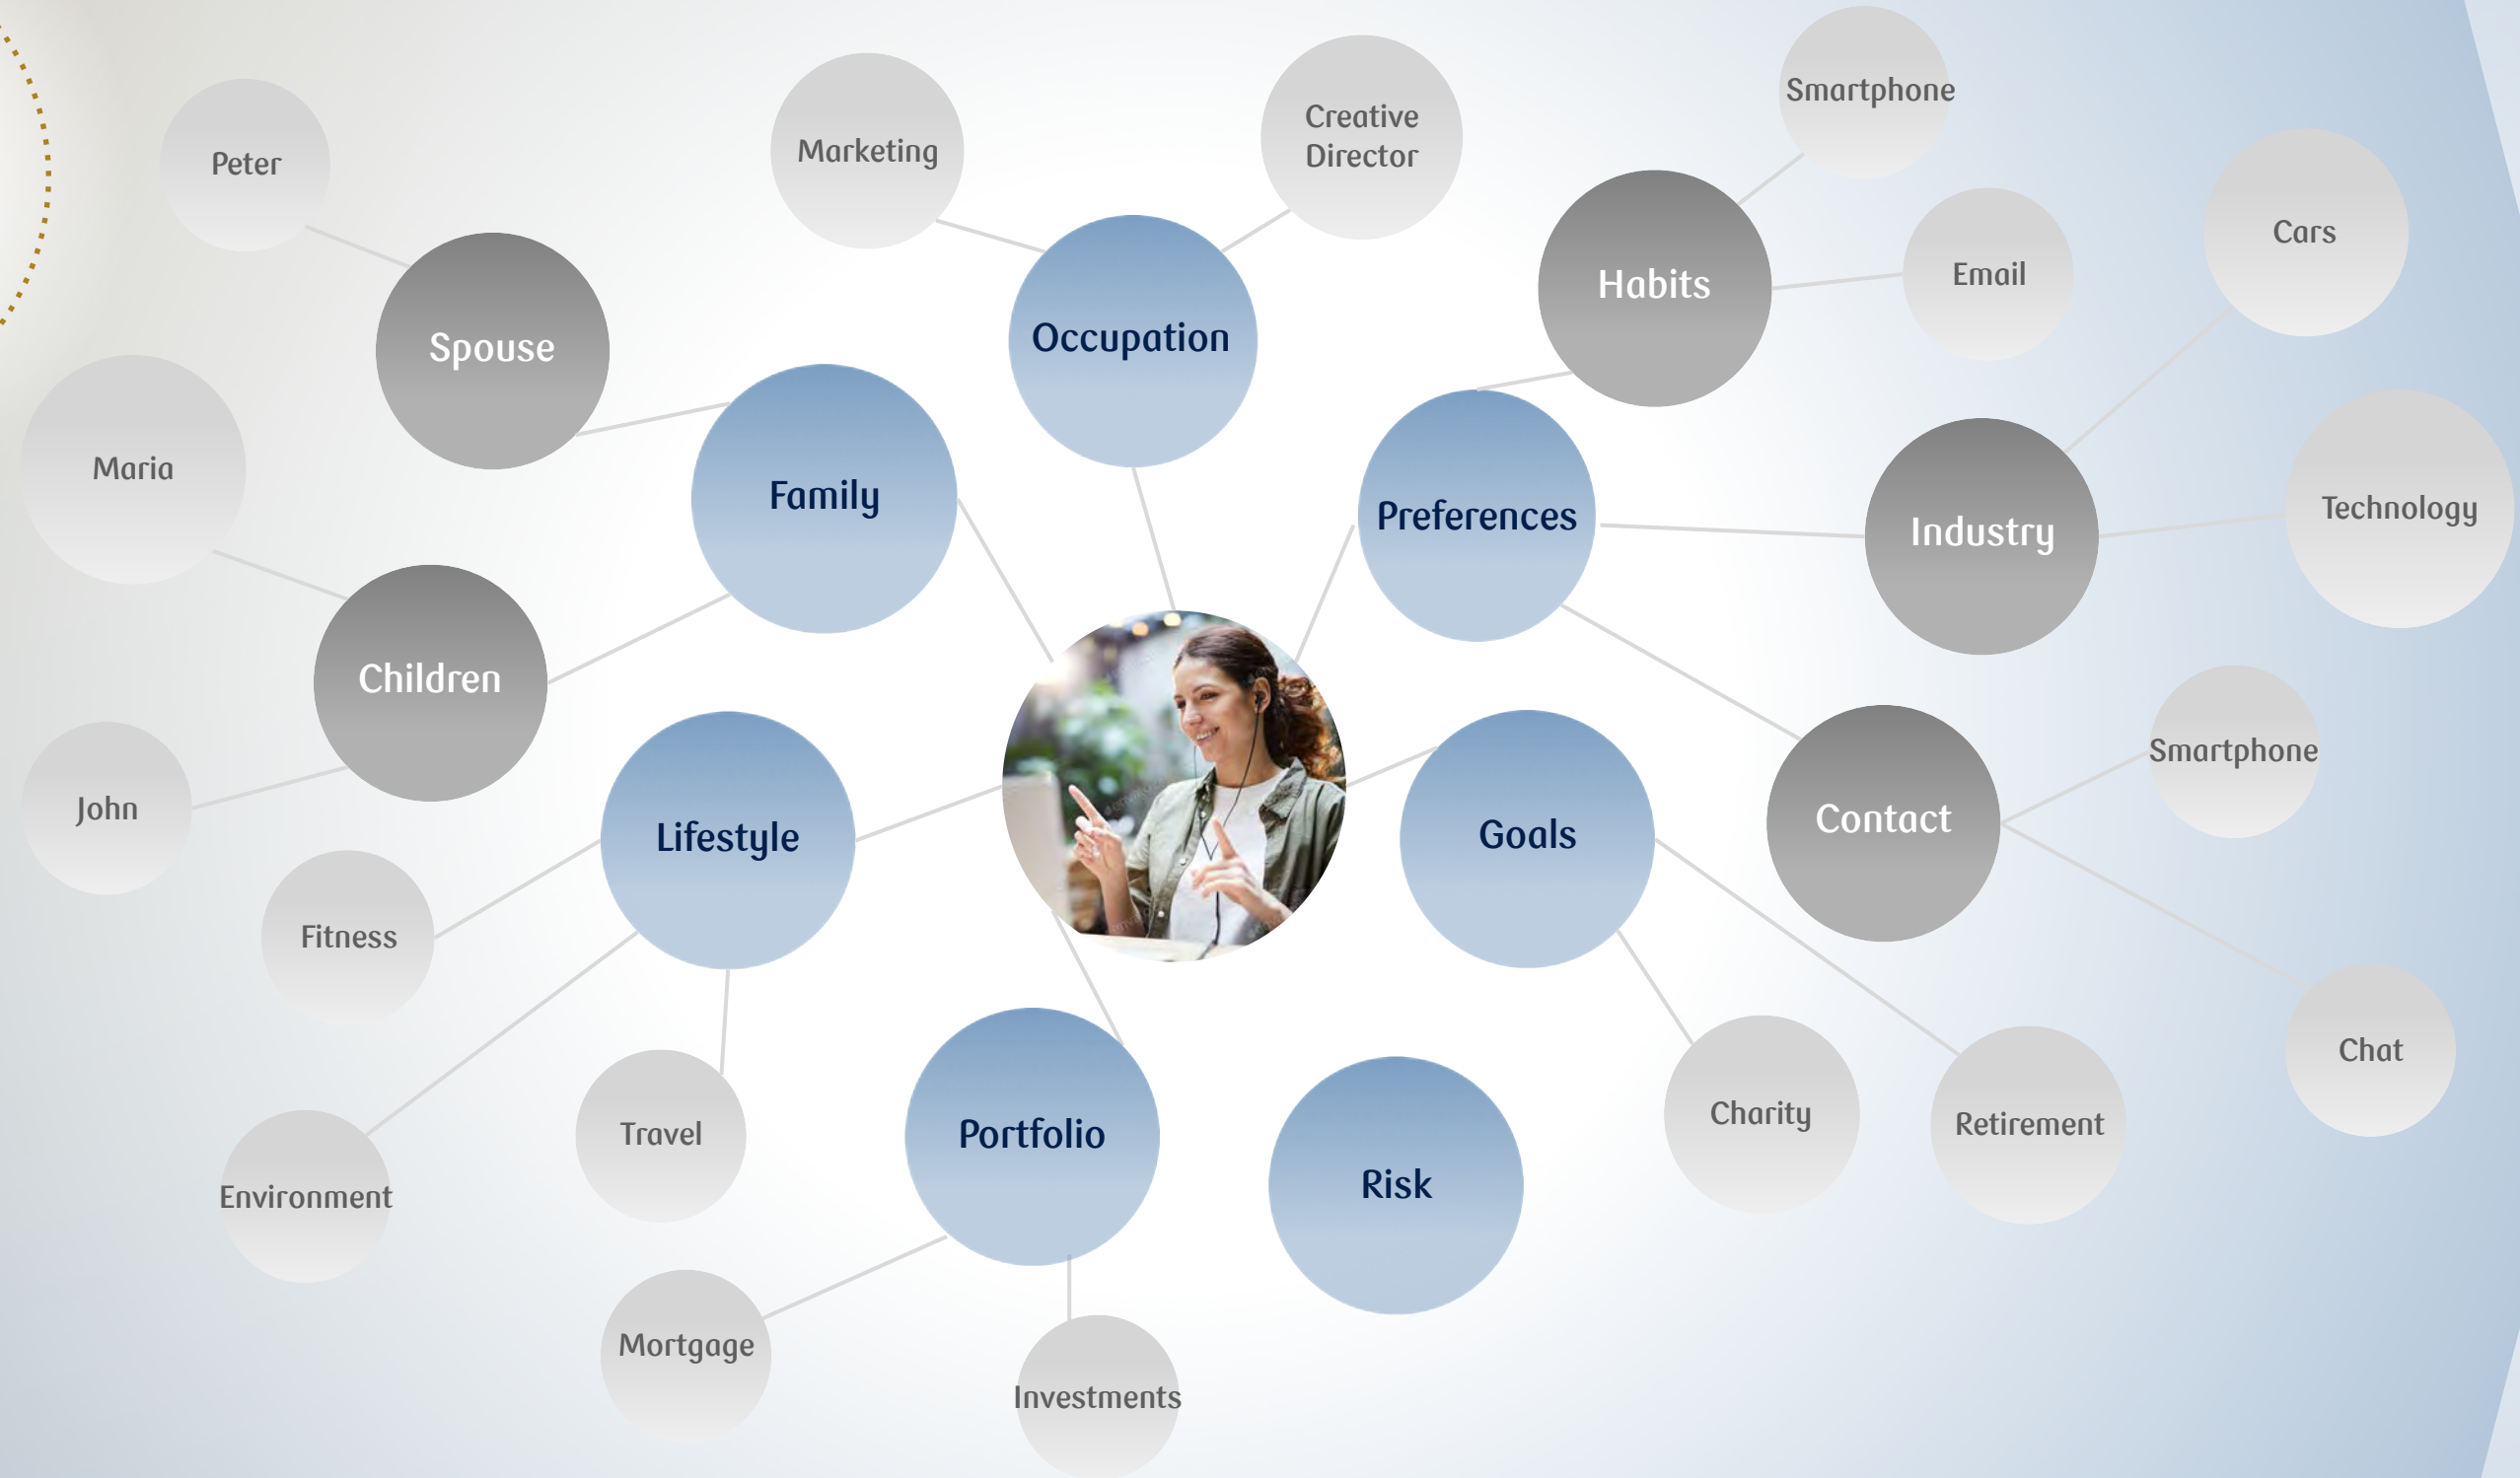 Smartphone
Peter
Marketing
Creative
Director
Habits
Email
Cars
Spouse
Occupation
Maria
Family
Preferences
Industry
Technology
Children
Smartphone
John
Lifestyle
Goals
Contact
Fitness
Chat
Travel
Portfolio
Charity
Retirement
Environment
Risk
Mortgage
Investments